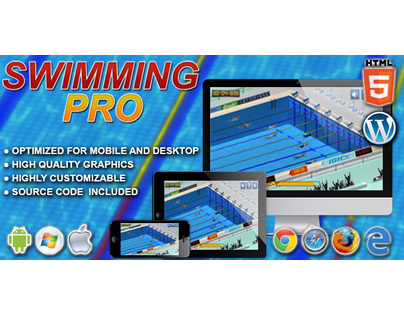 SWIMMING
PRO
● OPTIMIZED FOR MOBILE AND DESKTOP
● HIGH QUALITY GRAPHICS
● HIGHLY CUSTOMIZABLE
● SOURCE CODE INCLUDED
HTML
5